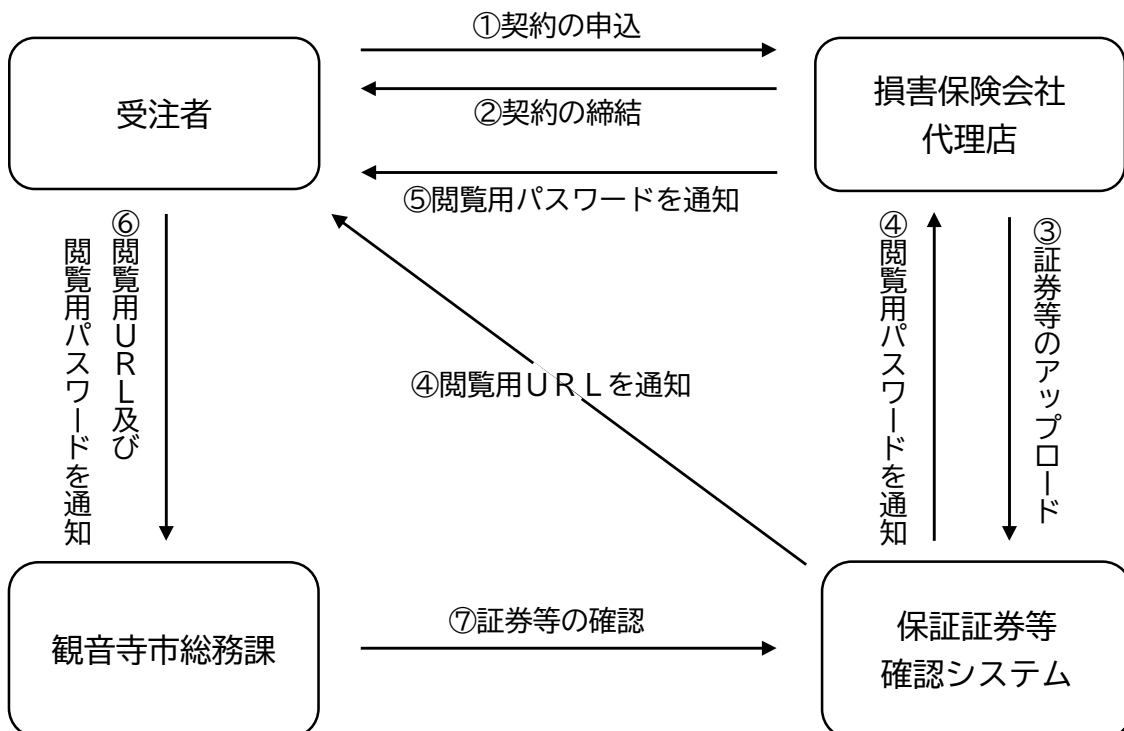 ①契約の申込
受注者
損害保険会社
代理店
②契約の締結
⑤閲覧用パスワードを通知
⑥閲覧用ＵＲＬ及び
閲覧用パスワードを通知
④閲覧用ＵＲＬを通知
④閲覧用パスワードを通知
③証券等のアップロード
観音寺市総務課
⑦証券等の確認
保証証券等
確認システム